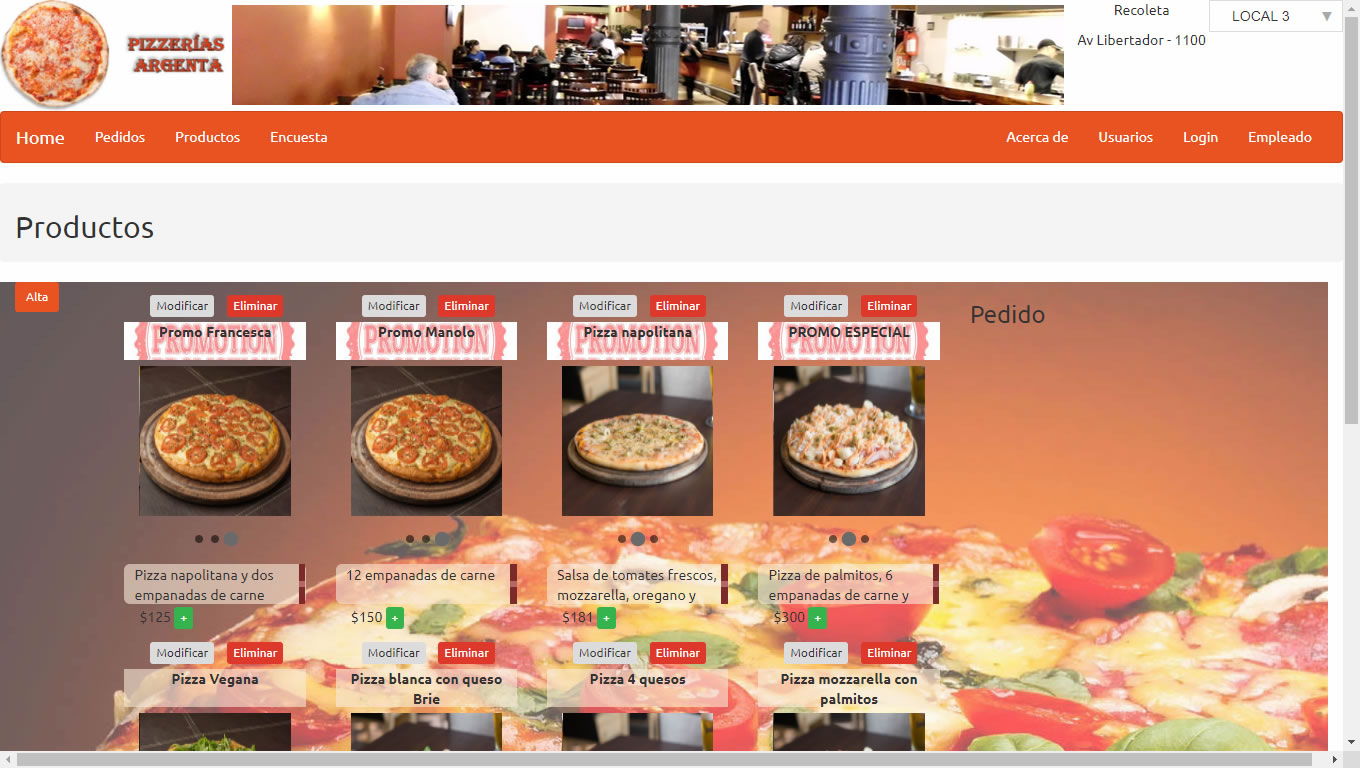 PIZZERÍAS
ARGENTA
Recoleta
Av Libertador - 1100
LOCAL 3
Home
Pedidos
Productos
Encuesta
Acerca de
Usuarios
Login
Empleado
Productos
Alta
Modificar Eliminar
PROMOTION
Promo Francesca
Pizza napolitana y dos
empanadas de carne
$125 +
Modificar Eliminar
PROMOTION
Promo Manolo
12 empanadas de carne
$150 +
Modificar Eliminar
PROMOTION
Pizza napolitana
Salsa de tomates frescos,
mozzarella, oregano y
$181 +
Modificar Eliminar
PROMOTION
PROMO ESPECIAL
Pizza de palmitos, 6
empanadas de carne y
$300 +
Pedido
Modificar Eliminar
Pizza Vegana
Modificar Eliminar
Pizza blanca con queso
Brie
Modificar Eliminar
Pizza 4 quesos
Modificar Eliminar
Pizza mozzarella con
palmitos